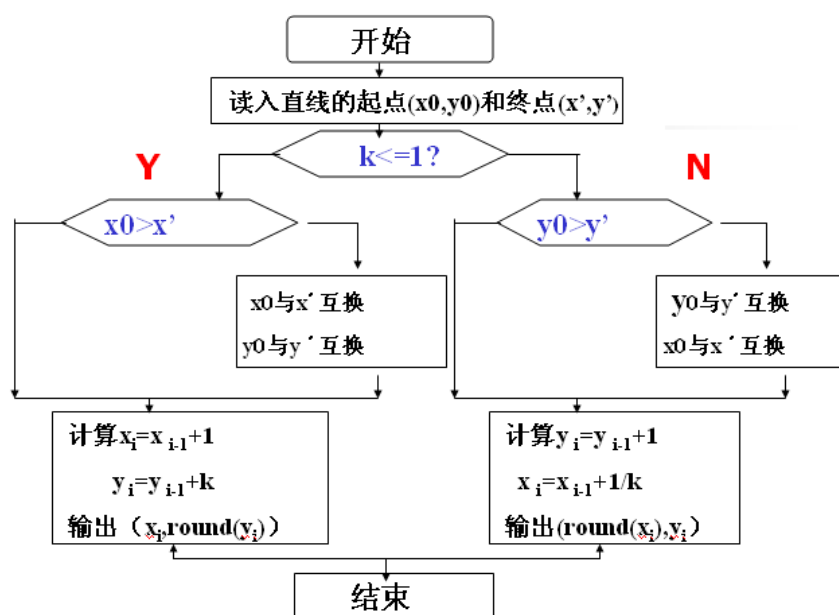 开始
读入直线的起点(x0,y0)和终点(x’,y’)
k<=1?
Y
N
x0>x’
y0>y’
x0与x´互换
y0与y´互换
y0与y´互换
x0与x´互换
计算xi=x i-1+1
y i=y i-1+k
输出（xi,round(yi)）
计算y i=y i-1+1
x i=x i-1+1/k
输出(round(xi),yi）
结束